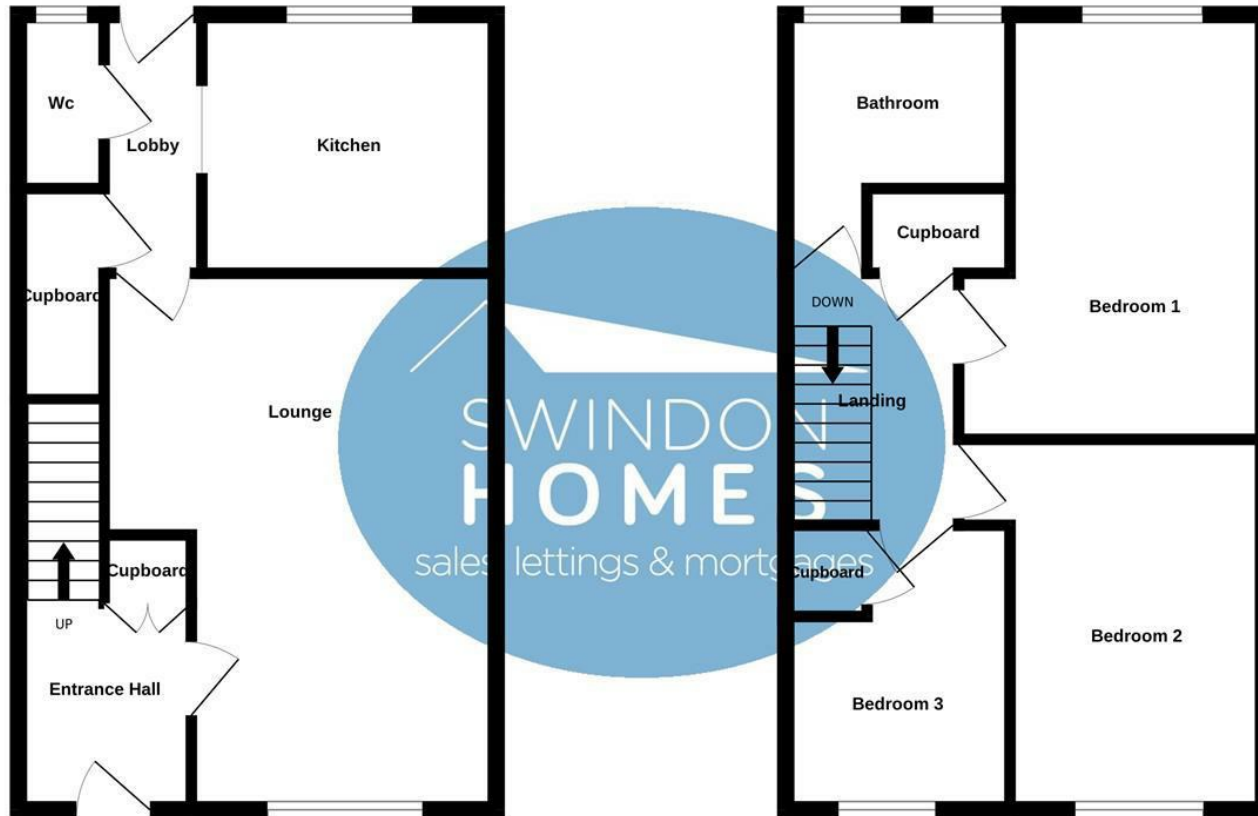 Wc
Lobby
Kitchen
Cupboard
Lounge
Cupboard
UP
Entrance Hall
Bathroom
Cupboard
Bedroom 1
DOWN
Landing
Cupboard
Bedroom 2
Bedroom 3
SWINDON
HOMES
sales, lettings & mortgages